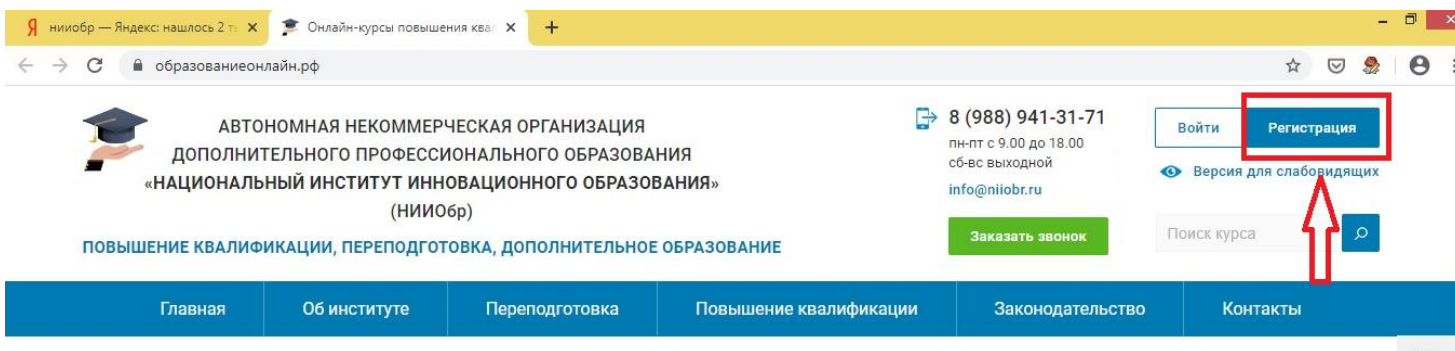 нииобр — Яндекс: нашлось 2 т
Онлайн-курсы повышения ква
образованиеонлайн.рф
АВТОНОМНАЯ НЕКОММЕРЧЕСКАЯ ОРГАНИЗАЦИЯ
ДОПОЛНИТЕЛЬНОГО ПРОФЕССИОНАЛЬНОГО ОБРАЗОВАНИЯ
«НАЦИОНАЛЬНЫЙ ИНСТИТУТ ИННОВАЦИОННОГО ОБРАЗОВАНИЯ»
(НИИОбр)
ПОВЫШЕНИЕ КВАЛИФИКАЦИИ, ПЕРЕПОДГОТОВКА, ДОПОЛНИТЕЛЬНОЕ ОБРАЗОВАНИЕ
8 (988) 941-31-71
пн-пт с 9.00 до 18.00
сб-вс выходной
info@niiobr.ru
Заказать звонок
Войти
Регистрация
Версия для слабовидящих
Поиск курса
Главная
Об институте
Переподготовка
Повышение квалификации
Законодательство
Контакты